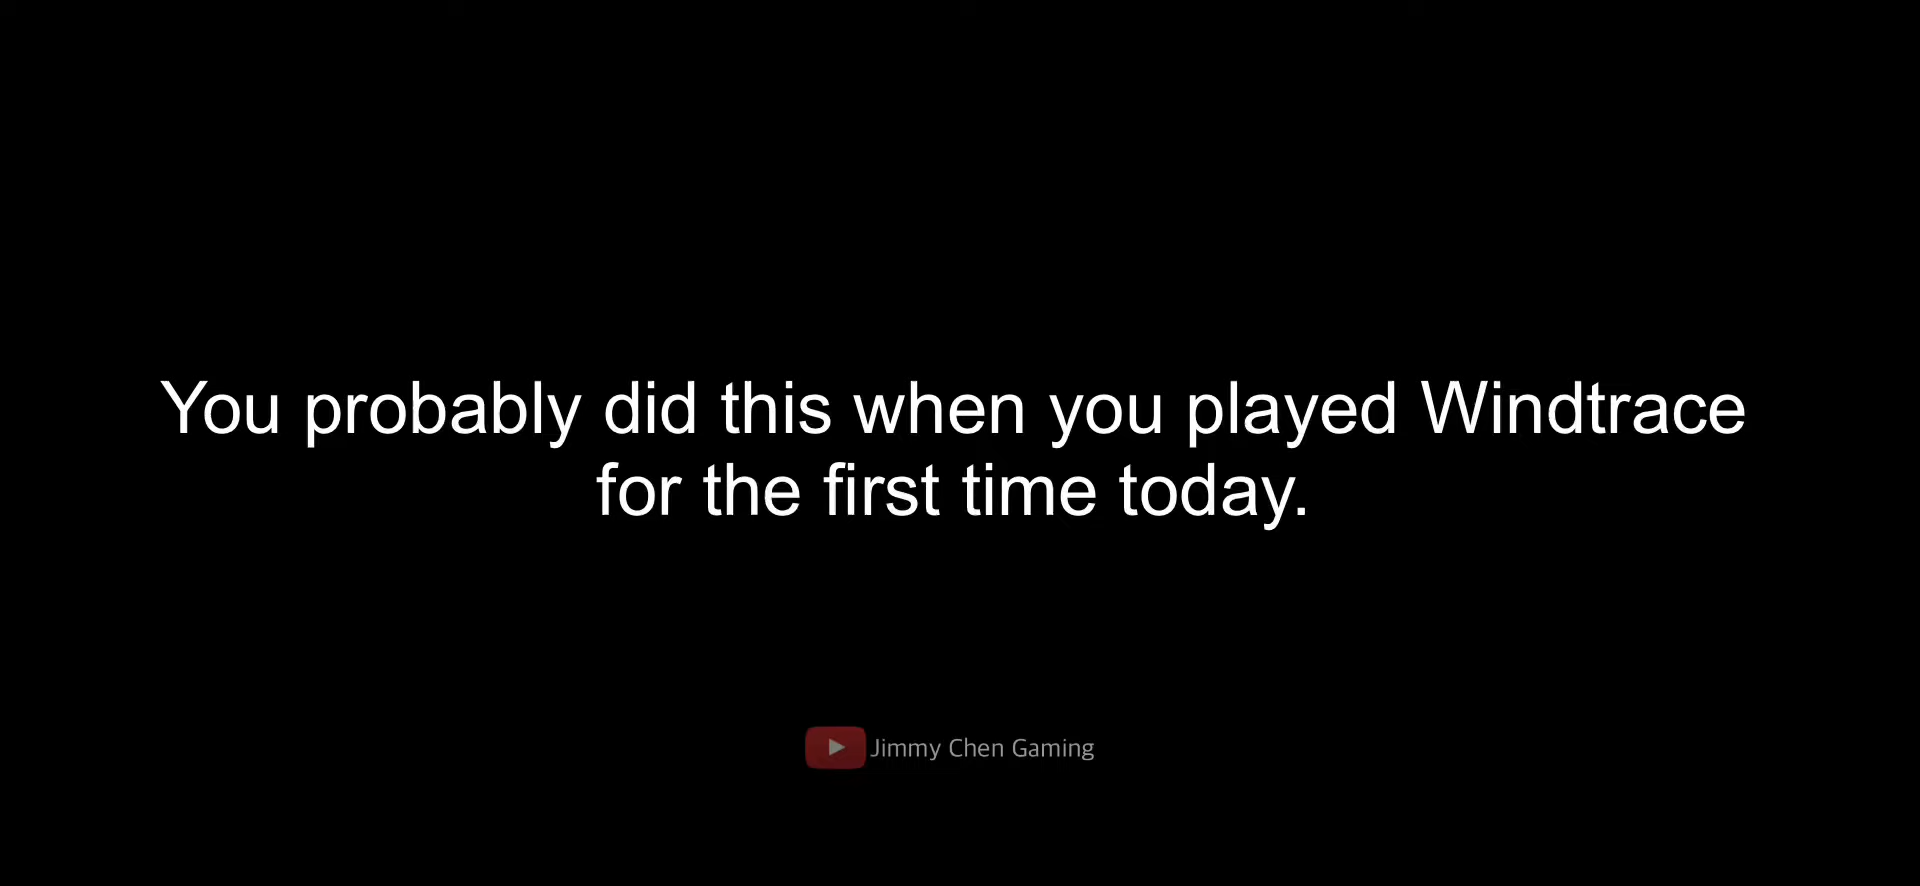 You probably did this when you played Windtrace
for the first time today.
Jimmy Chen Gaming